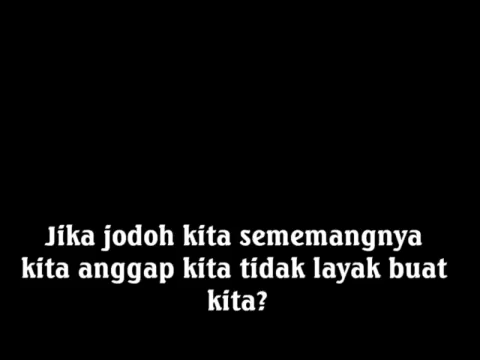 Jika jodoh kita sememangnya
kita anggap kita tidak layak buat
kita?